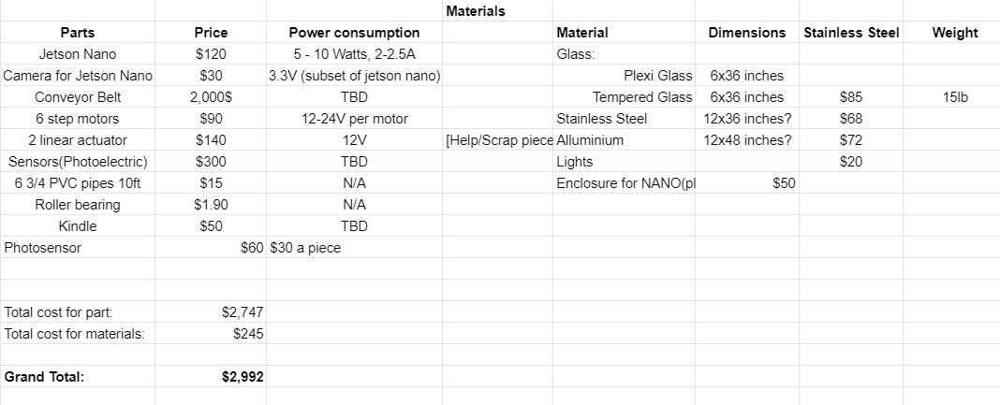 Materials
Parts Price Power consumption Material Dimensions Stainless Steel Weight
Jetson Nano $120 5 - 10 Watts, 2-2.5A Glass:
Camera for Jetson Nano $30 3.3V (subset of jetson nano) Plexi Glass 6x36 inches
Conveyor Belt 2,000$ TBD Tempered Glass 6x36 inches $85 15lb
6 step motors $90 12-24V per motor Stainless Steel 12x36 inches? $68
2 linear actuator $140 12V [Help/Scrap piece Alluminium 12x48 inches? $72
Sensors(Photoelectric) $300 TBD Lights $20
6 3/4 PVC pipes 10ft $15 N/A Enclosure for NANO(pl $50
Roller bearing $1.90 N/A
Kindle $50 TBD
Photosensor $60 $30 a piece
Total cost for part: $2,747
Total cost for materials: $245
Grand Total: $2,992